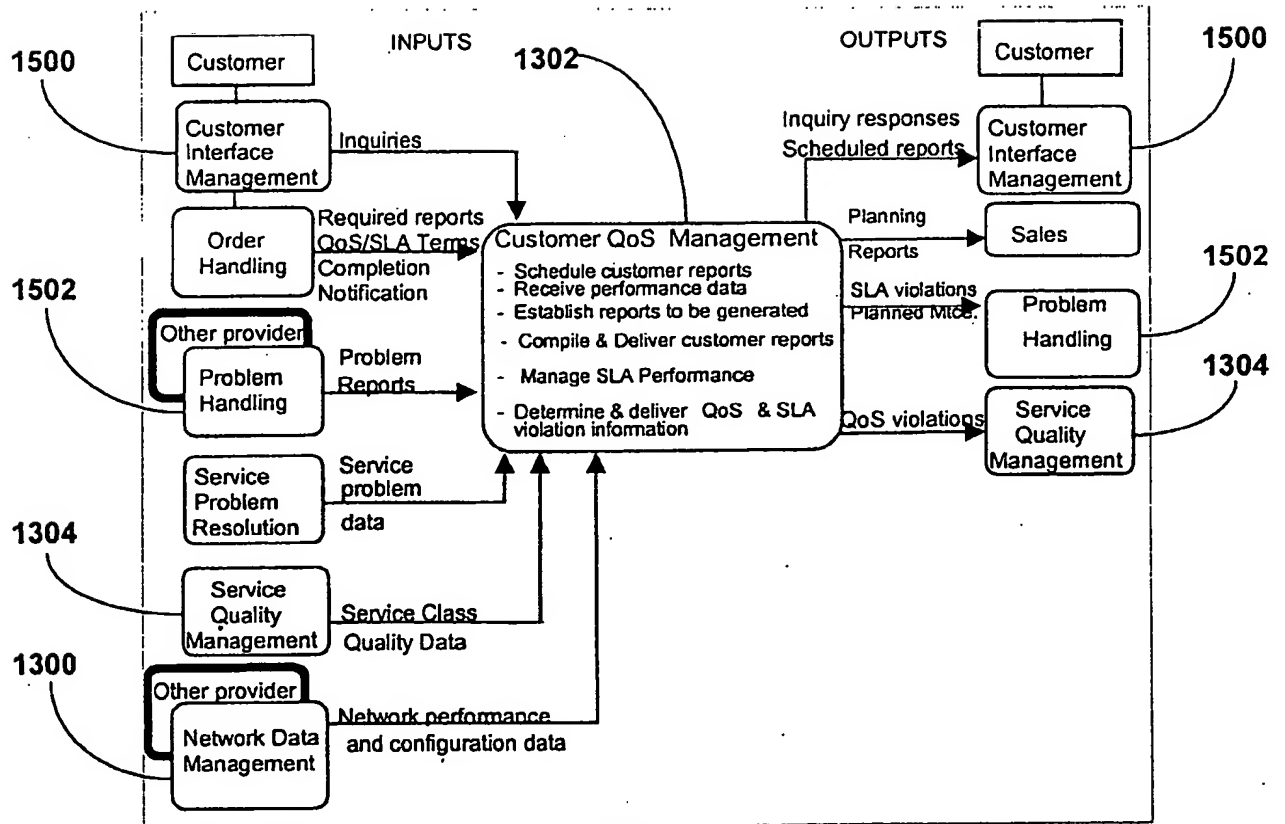 INPUTS
OUTPUTS
1500
Customer
1302
Customer
1500
Customer
Interface
Management
Inquiries
Inquiry responses
Scheduled reports
Customer
Interface
Management
Order
Handling
Required reports
QoS/SLA Terms
Completion
Notification
Customer QoS Management
- Schedule customer reports
- Receive performance data
- Establish reports to be generated
- Compile & Deliver customer reports
- Manage SLA Performance
- Determine & deliver QoS & SLA
violation information
Planning
Reports
Sales
1502
SLA violations
Planned Mtce.
Problem
Handling
1502
Other provider
Problem
Handling
Problem
Reports
1304
QoS violations
Service
Quality
Management
Service
Problem
Resolution
Service
problem
data
1304
Service
Quality
Management
Service Class
Quality Data
1300
Other provider
Network Data
Management
Network performance
and configuration data